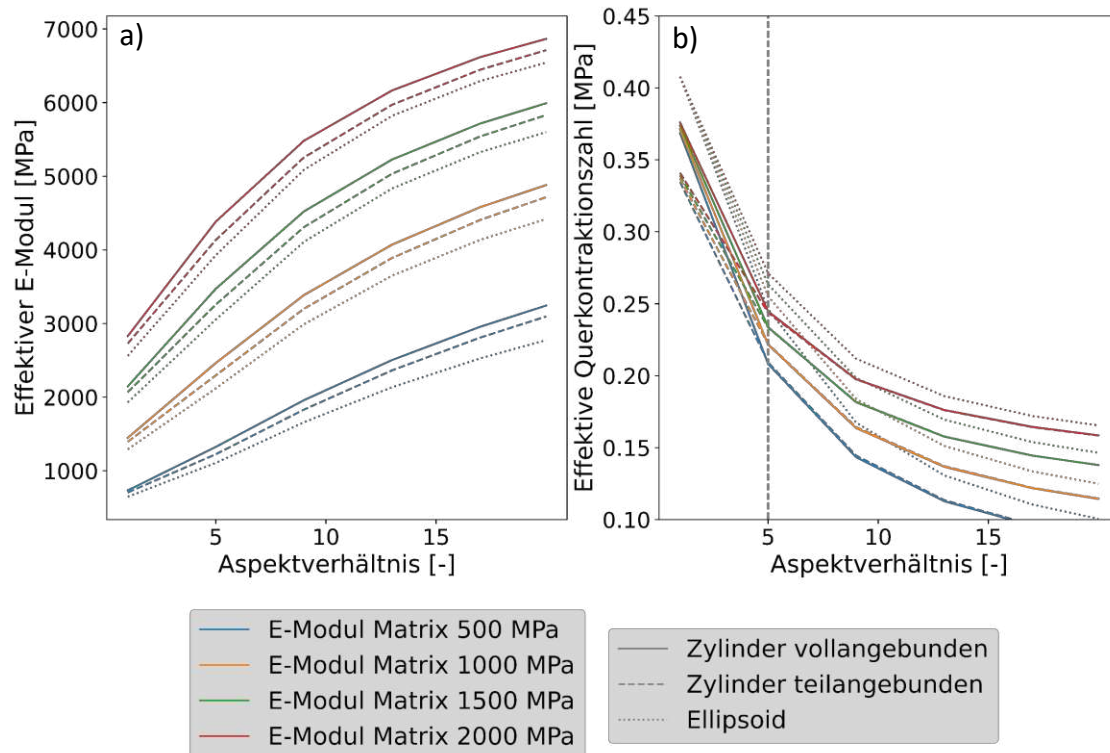 a)
Effektiver E-Modul [MPa]
7000
6000
5000
4000
3000
2000
1000
5
10
15
Aspektverhältnis [-]
b)
Effektive Querkontraktionszahl [MPa]
0.45
0.40
0.35
0.30
0.25
0.20
0.15
0.10
5
10
15
Aspektverhältnis [-]
E-Modul Matrix 500 MPa
E-Modul Matrix 1000 MPa
E-Modul Matrix 1500 MPa
E-Modul Matrix 2000 MPa
Zylinder vollangebunden
Zylinder teilangebunden
Ellipsoid